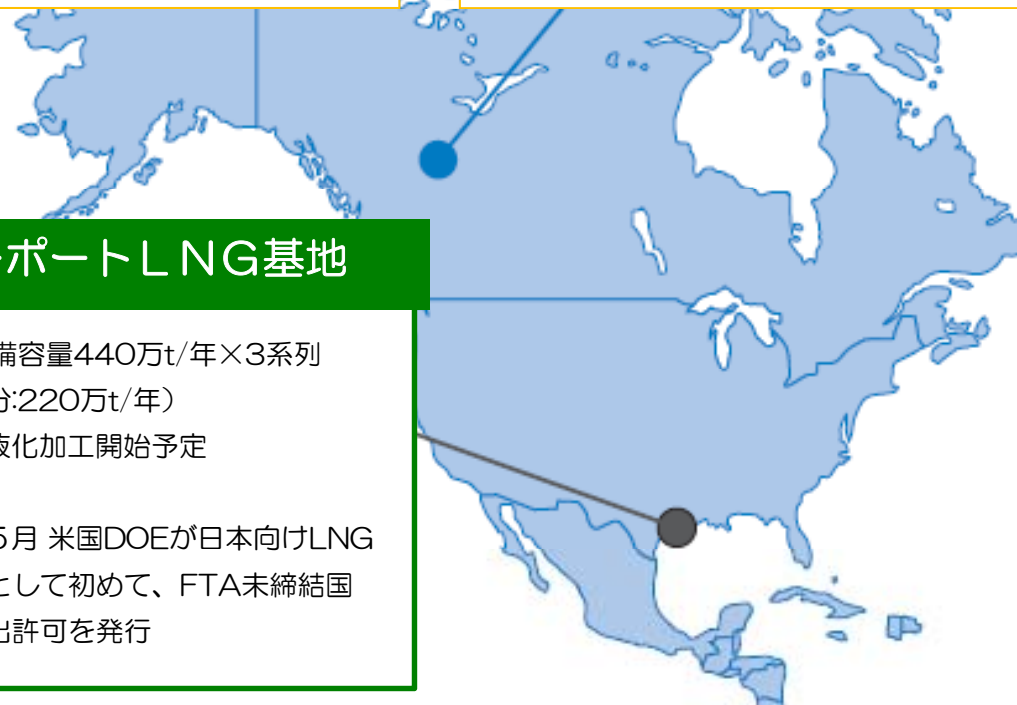 ーポートＬＮＧ基地
備容量440万t/年×3系列
分:220万t/年）
液化加工開始予定
５月 米国DOEが日本向けLNG
として初めて、FTA未締結国
出許可を発行